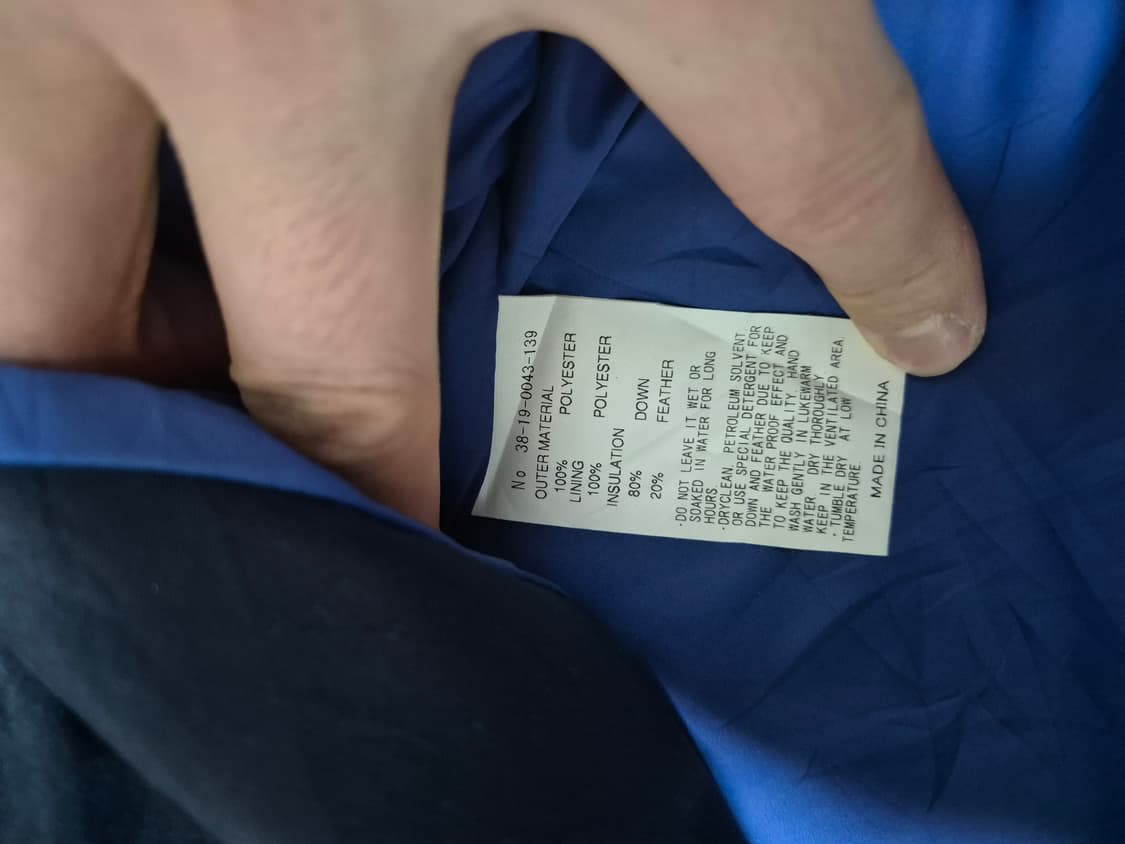 No 38-19-0043-139
OUTER MATERIAL
100% POLYESTER
LINING
100% POLYESTER
INSULATION
80% DOWN
20% FEATHER
·DO NOT LEAVE IT WET OR
SOAKED IN WATER FOR LONG
HOURS
·DRYCLEAN, PETROLEUM SOLVENT,
OR USE SPECIAL DETERGENT FOR
DOWN AND FEATHER DUE TO KEEP
THE WATER PROOF EFFECT AND
TO KEEP THE QUALITY. HAND
WASH GENTLY IN LUKEWARM
WATER. DRY THOROUGHLY.
KEEP IN THE VENTILATED AREA.
·TUMBLE DRY AT LOW
TEMPERATURE.
MADE IN CHINA